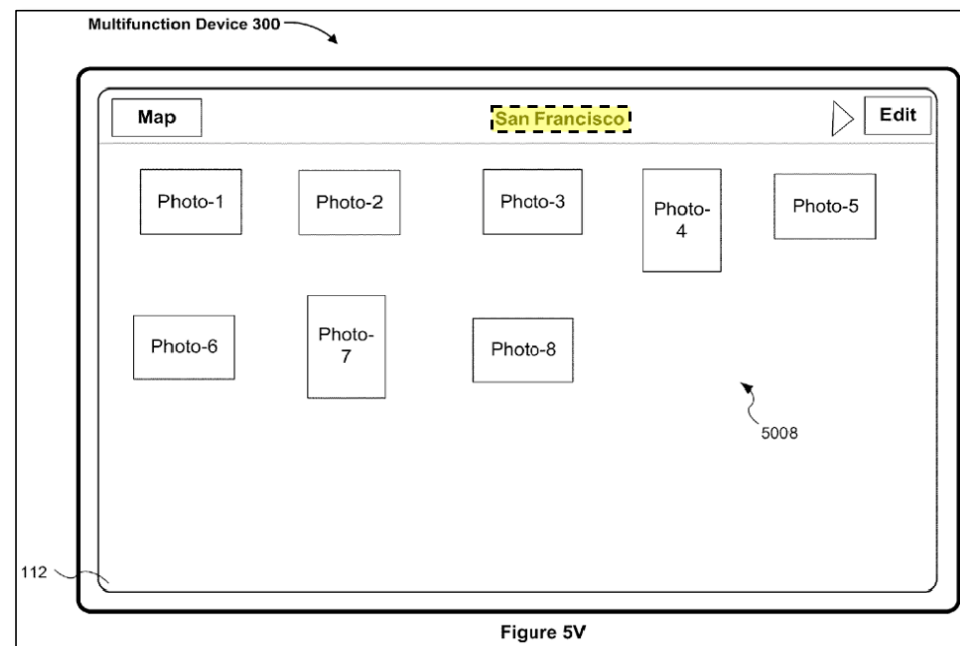 Multifunction Device 300
Map
San Francisco
Edit
Photo-1
Photo-2
Photo-3
Photo-
4
Photo-5
Photo-6
Photo-
7
Photo-8
5008
112
Figure 5V